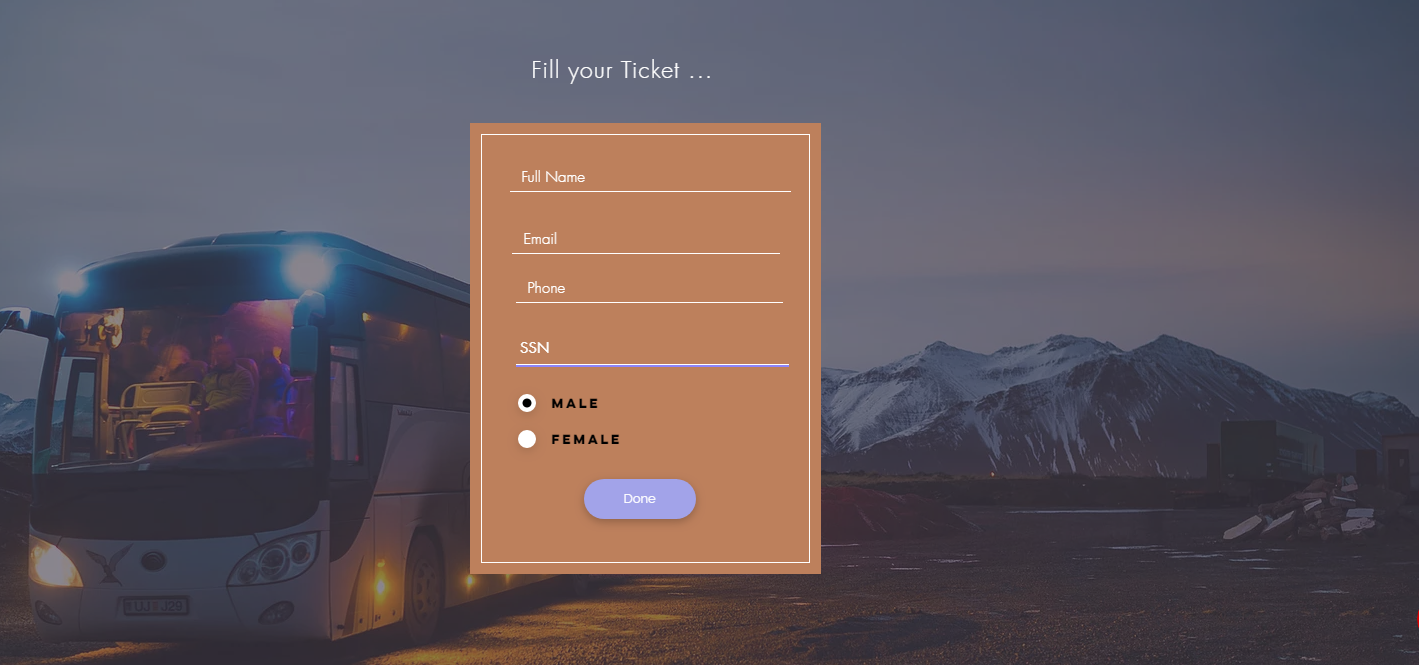 Fill your Ticket ...
Full Name
Email
Phone
SSN
MALE
FEMALE
Done